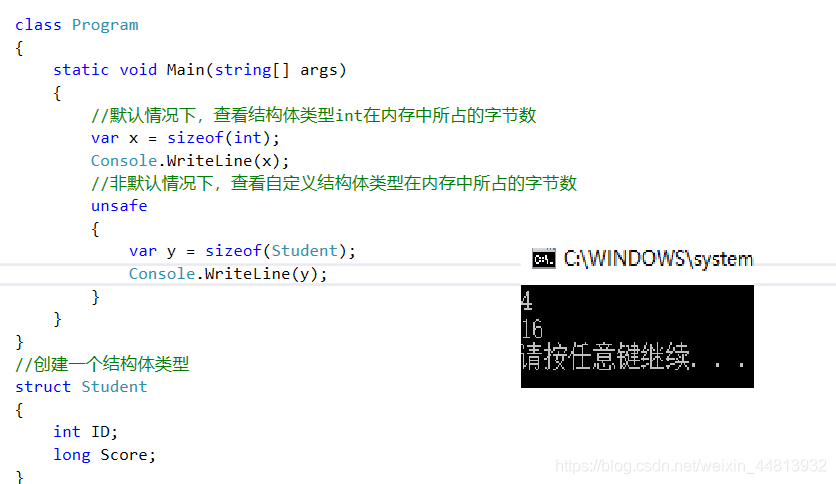 class Program
{
    static void Main(string[] args)
    {
        //默认情况下，查看结构体类型int在内存中所占的字节数
        var x = sizeof(int);
        Console.WriteLine(x);
        //非默认情况下，查看自定义结构体类型在内存中所占的字节数
        unsafe
        {
            var y = sizeof(Student);
            Console.WriteLine(y);
        }
    }
}
//创建一个结构体类型
struct Student
{
    int ID;
    long Score;
}
C:\WINDOWS\system
4
16
请按任意键继续. . .
https://blog.csdn.net/weixin_44813932